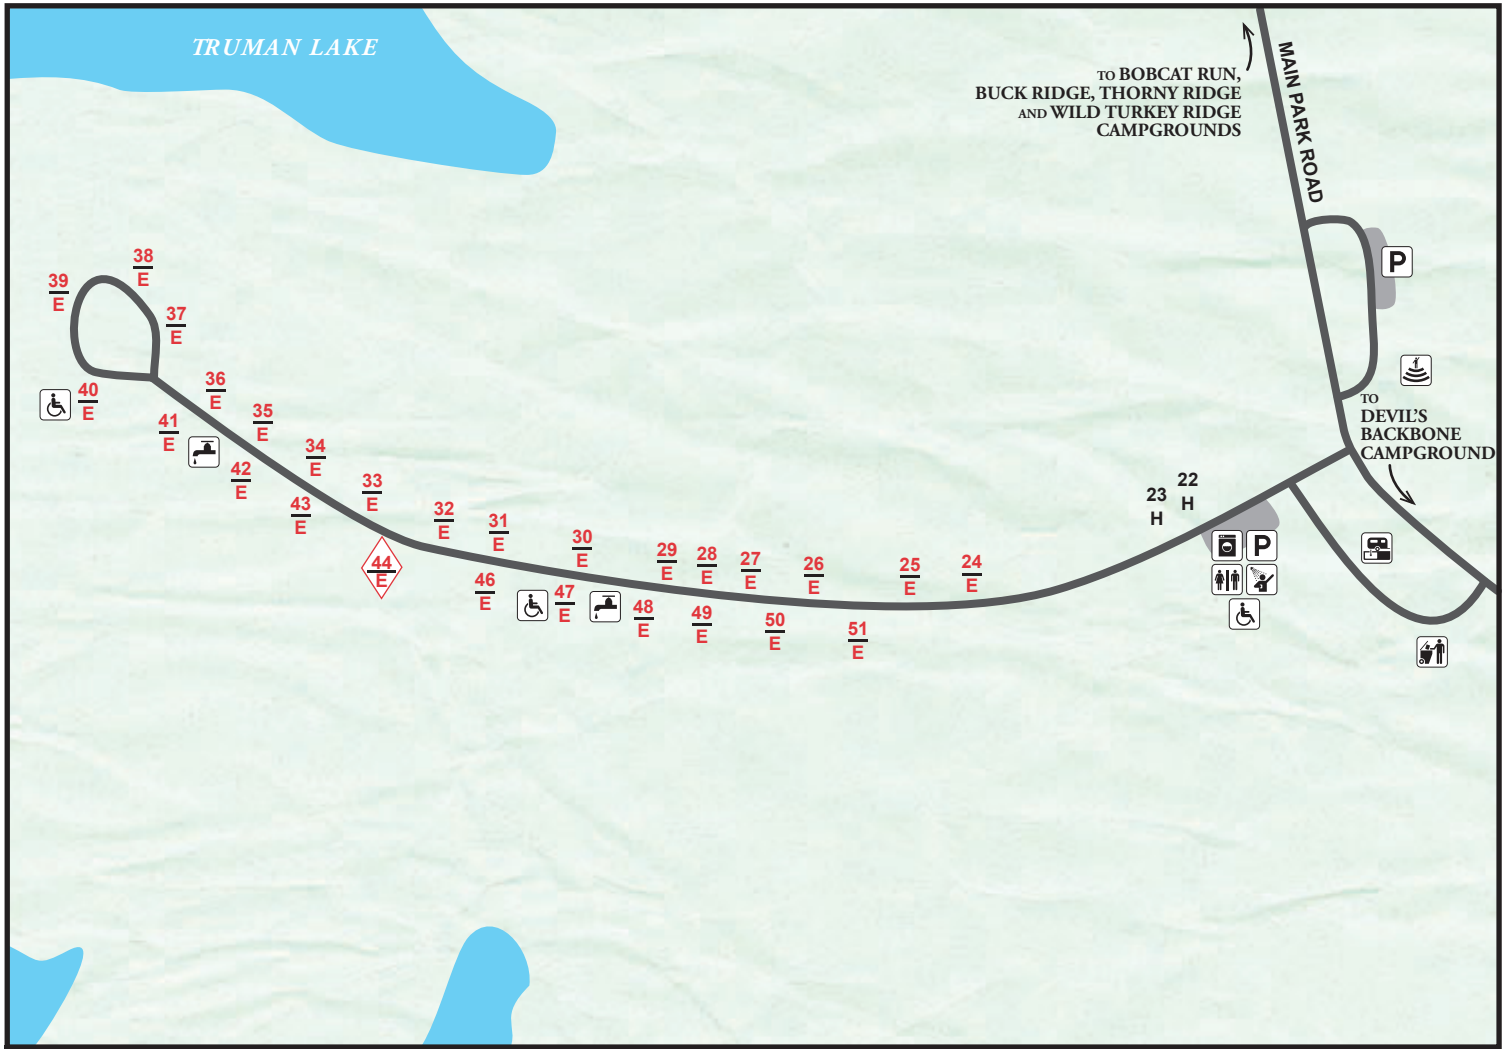 TRUMAN LAKE
TO BOBCAT RUN,
BUCK RIDGE, THORNY RIDGE
AND WILD TURKEY RIDGE
CAMPGROUNDS
MAIN PARK ROAD
P
TO
DEVIL'S
BACKBONE
CAMPGROUND
38
E
39
E
37
E
36
E
40
E
35
E
41
E
34
E
42
E
33
E
43
E
32
E
31
E
30
E
29
E
28
E
27
E
26
E
25
E
24
E
23
H
22
H
P
44
E
46
E
47
E
48
E
49
E
50
E
51
E